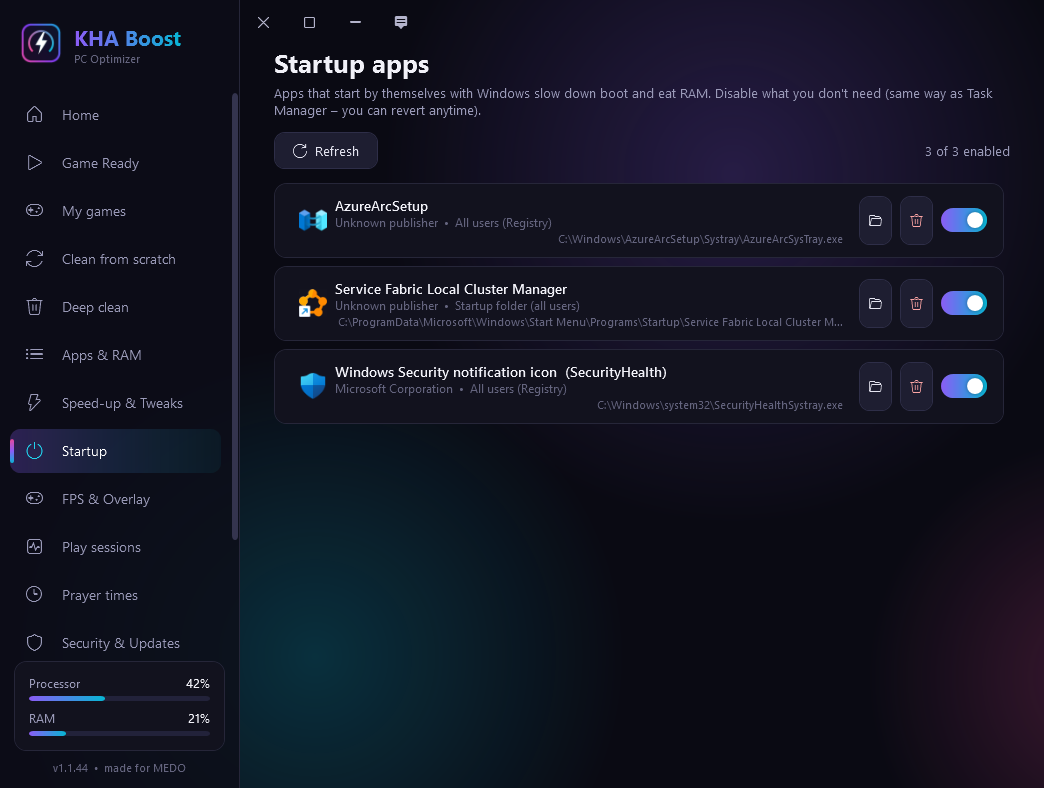 KHA Boost
PC Optimizer
Home
Game Ready
My games
Clean from scratch
Deep clean
Apps & RAM
Speed-up & Tweaks
Startup
FPS & Overlay
Play sessions
Prayer times
Security & Updates
Processor 42%
RAM 21%
v1.1.44 • made for MEDO
Startup apps
Apps that start by themselves with Windows slow down boot and eat RAM. Disable what you don't need (same way as Task
Manager – you can revert anytime).
Refresh
3 of 3 enabled
AzureArcSetup
Unknown publisher • All users (Registry)
C:\Windows\AzureArcSetup\Systray\AzureArcSysTray.exe
Service Fabric Local Cluster Manager
Unknown publisher • Startup folder (all users)
C:\ProgramData\Microsoft\Windows\Start Menu\Programs\Startup\Service Fabric Local Cluster M...
Windows Security notification icon (SecurityHealth)
Microsoft Corporation • All users (Registry)
C:\Windows\system32\SecurityHealthSystray.exe